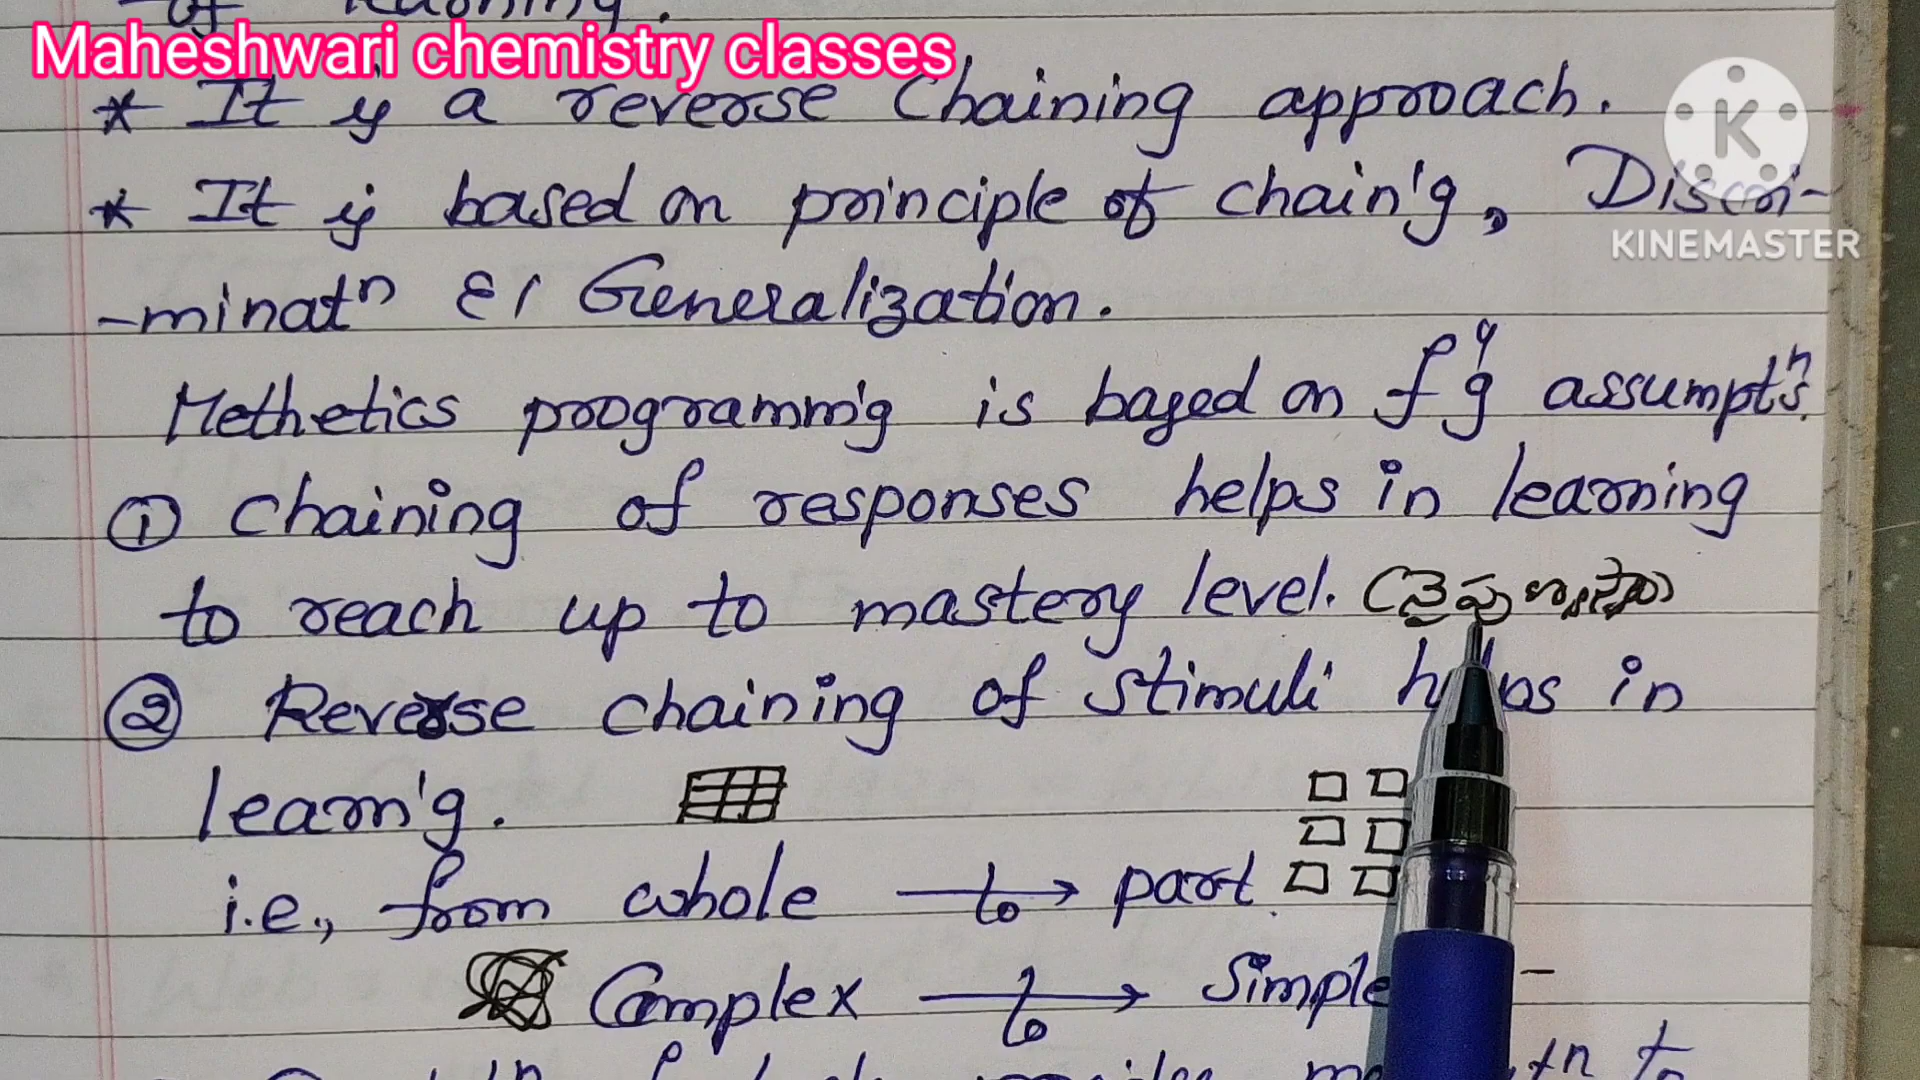 of learning.
Maheshwari chemistry classes
* It is a reverse Chaining approach.
* It is based on principle of chain'g, Discri-
KINEMASTER
-minatⁿ & Generalization.
Methetics programm'g is based on f g assumptⁿs.
① Chaining of responses helps in learning
to reach up to mastery level. (
② Reverse chaining of stimuli helps in
learn'g.
i.e., from whole to → part.
Complex to → Simple